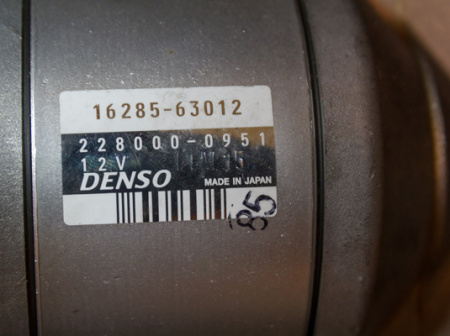 16285-63012
228000-0951
12V
DENSO MADE IN JAPAN
85